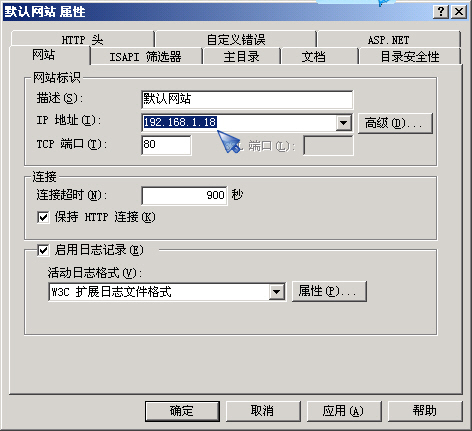 默认网站 属性
HTTP 头 自定义错误 ASP.NET
网站 ISAPI 筛选器 主目录 文档 目录安全性
网站标识
描述(S): 默认网站
IP 地址(I): 192.168.1.18 高级(D)...
TCP 端口(T): 80 端口(L):
连接
连接超时(N): 900 秒
保持 HTTP 连接(K)
启用日志记录(E)
活动日志格式(V):
W3C 扩展日志文件格式 属性(P)...
确定 取消 应用(A) 帮助